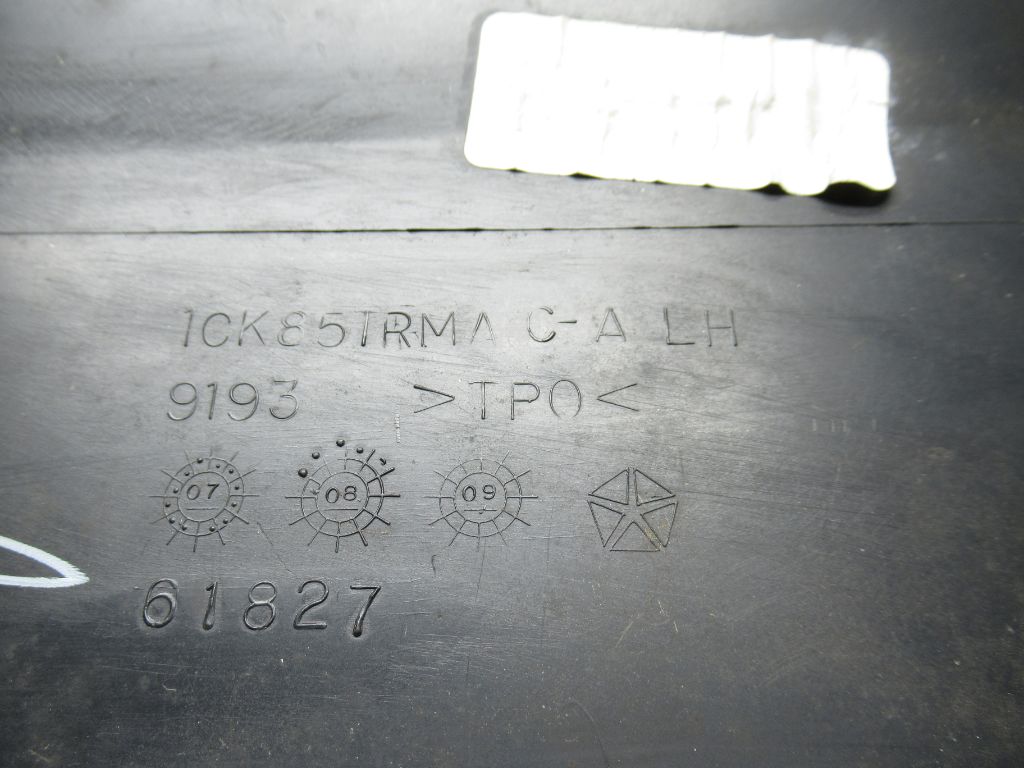 1CK85TRMA C-A LH
9193 >TPO<
07 08 09
61827